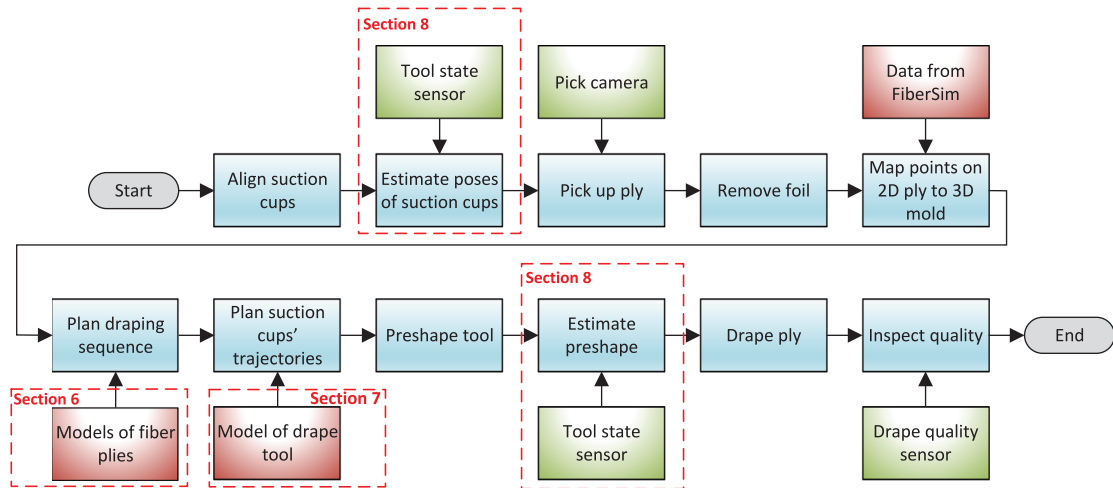 Section 8
Tool state
sensor
Pick camera
Data from
FiberSim
Start
Align suction
cups
Estimate poses
of suction cups
Pick up ply
Remove foil
Map points on
2D ply to 3D
mold
Section 8
Plan draping
sequence
Plan suction
cups’
trajectories
Preshape tool
Estimate
preshape
Drape ply
Inspect quality
End
Section 6
Models of fiber
plies
Section 7
Model of drape
tool
Tool state
sensor
Drape quality
sensor